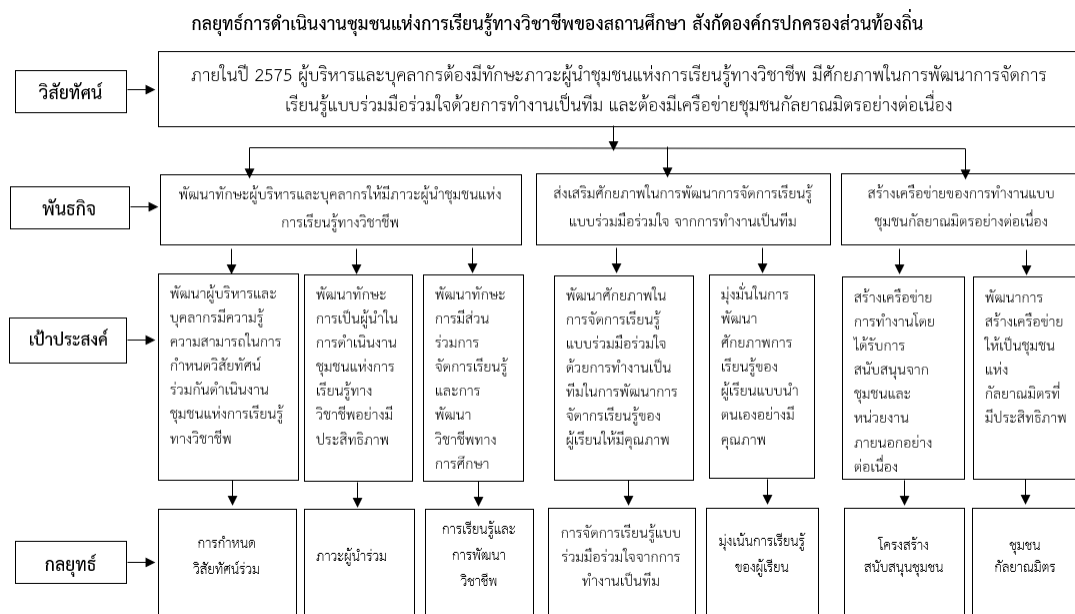 กลยุทธ์การดำเนินงานชุมชนแห่งการเรียนรู้ทางวิชาชีพของสถานศึกษา สังกัดองค์กรปกครองส่วนท้องถิ่น
วิสัยทัศน์
ภายในปี 2575 ผู้บริหารและบุคลากรต้องมีทักษะภาวะผู้นำชุมชนแห่งการเรียนรู้ทางวิชาชีพ มีศักยภาพในการพัฒนาการจัดการ
เรียนรู้แบบร่วมมือร่วมใจด้วยการทำงานเป็นทีม และต้องมีเครือข่ายชุมชนกัลยาณมิตรอย่างต่อเนื่อง
พันธกิจ
พัฒนาทักษะผู้บริหารและบุคลากรให้มีภาวะผู้นำชุมชนแห่ง
การเรียนรู้ทางวิชาชีพ
ส่งเสริมศักยภาพในการพัฒนาการจัดการเรียนรู้
แบบร่วมมือร่วมใจ จากการทำงานเป็นทีม
สร้างเครือข่ายของการทำงานแบบ
ชุมชนกัลยาณมิตรอย่างต่อเนื่อง
เป้าประสงค์
พัฒนาผู้บริหารและ
บุคลากรมีความรู้
ความสามารถในการ
กำหนดวิสัยทัศน์
ร่วมกันดำเนินงาน
ชุมชนแห่งการเรียนรู้
ทางวิชาชีพ
พัฒนาทักษะ
การเป็นผู้นำใน
การดำเนินงาน
ชุมชนแห่งการ
เรียนรู้ทาง
วิชาชีพอย่างมี
ประสิทธิภาพ
พัฒนาทักษะ
การมีส่วน
ร่วมการ
จัดการเรียนรู้
และการ
พัฒนา
วิชาชีพทาง
การศึกษา
พัฒนาศักยภาพใน
การจัดการเรียนรู้
แบบร่วมมือร่วมใจ
ด้วยการทำงานเป็น
ทีมในการพัฒนาการ
จัดการเรียนรู้ของ
ผู้เรียนให้มีคุณภาพ
มุ่งมั่นในการ
พัฒนา
ศักยภาพการ
เรียนรู้ของ
ผู้เรียนแบบนำ
ตนเองอย่างมี
คุณภาพ
สร้างเครือข่าย
การทำงานโดย
ได้รับการ
สนับสนุนจาก
ชุมชนและ
หน่วยงาน
ภายนอกอย่าง
ต่อเนื่อง
พัฒนาการ
สร้างเครือข่าย
ให้เป็นชุมชน
แห่ง
กัลยาณมิตรที่
มีประสิทธิภาพ
กลยุทธ์
การกำหนด
วิสัยทัศน์ร่วม
ภาวะผู้นำร่วม
การเรียนรู้และ
การพัฒนา
วิชาชีพ
การจัดการเรียนรู้แบบ
ร่วมมือร่วมใจจากการ
ทำงานเป็นทีม
มุ่งเน้นการเรียนรู้
ของผู้เรียน
โครงสร้าง
สนับสนุนชุมชน
ชุมชน
กัลยาณมิตร